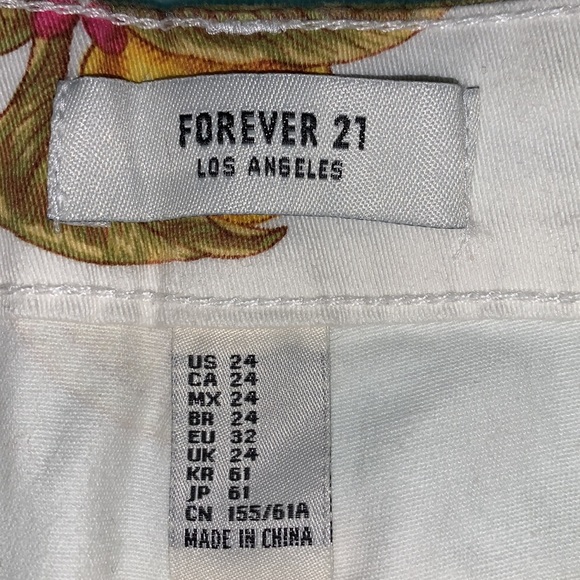 FOREVER 21
LOS ANGELES
US 24
CA 24
MX 24
BR 24
EU 32
UK 24
KR 61
JP 61
CN 155/61A
MADE IN CHINA